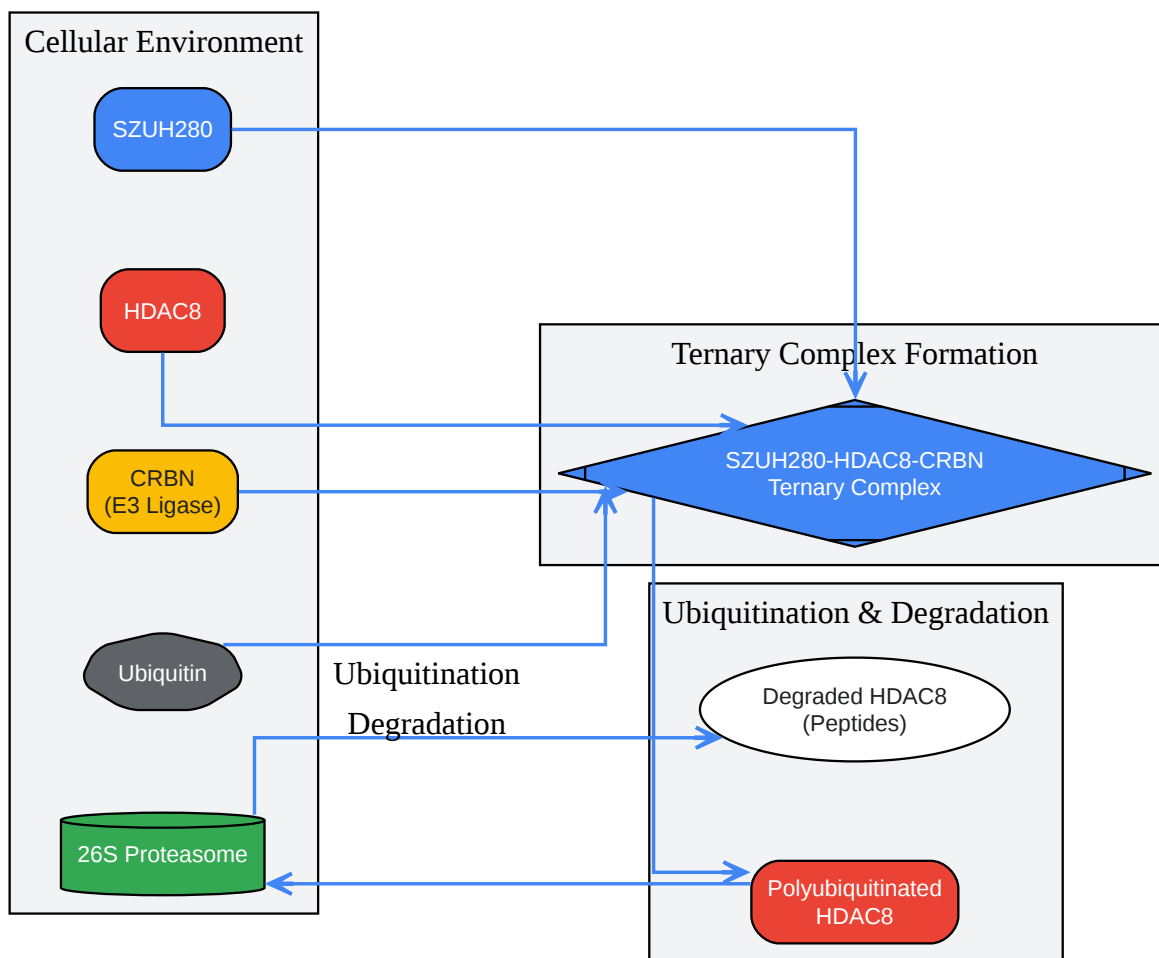 Cellular Environment
SZUH280
HDAC8
CRBN
(E3 Ligase)
Ubiquitin
26S Proteasome
Ubiquitination
Degradation
Ternary Complex Formation
SZUH280-HDAC8-CRBN
Ternary Complex
Ubiquitination & Degradation
Degraded HDAC8
(Peptides)
Polyubiquitinated
HDAC8